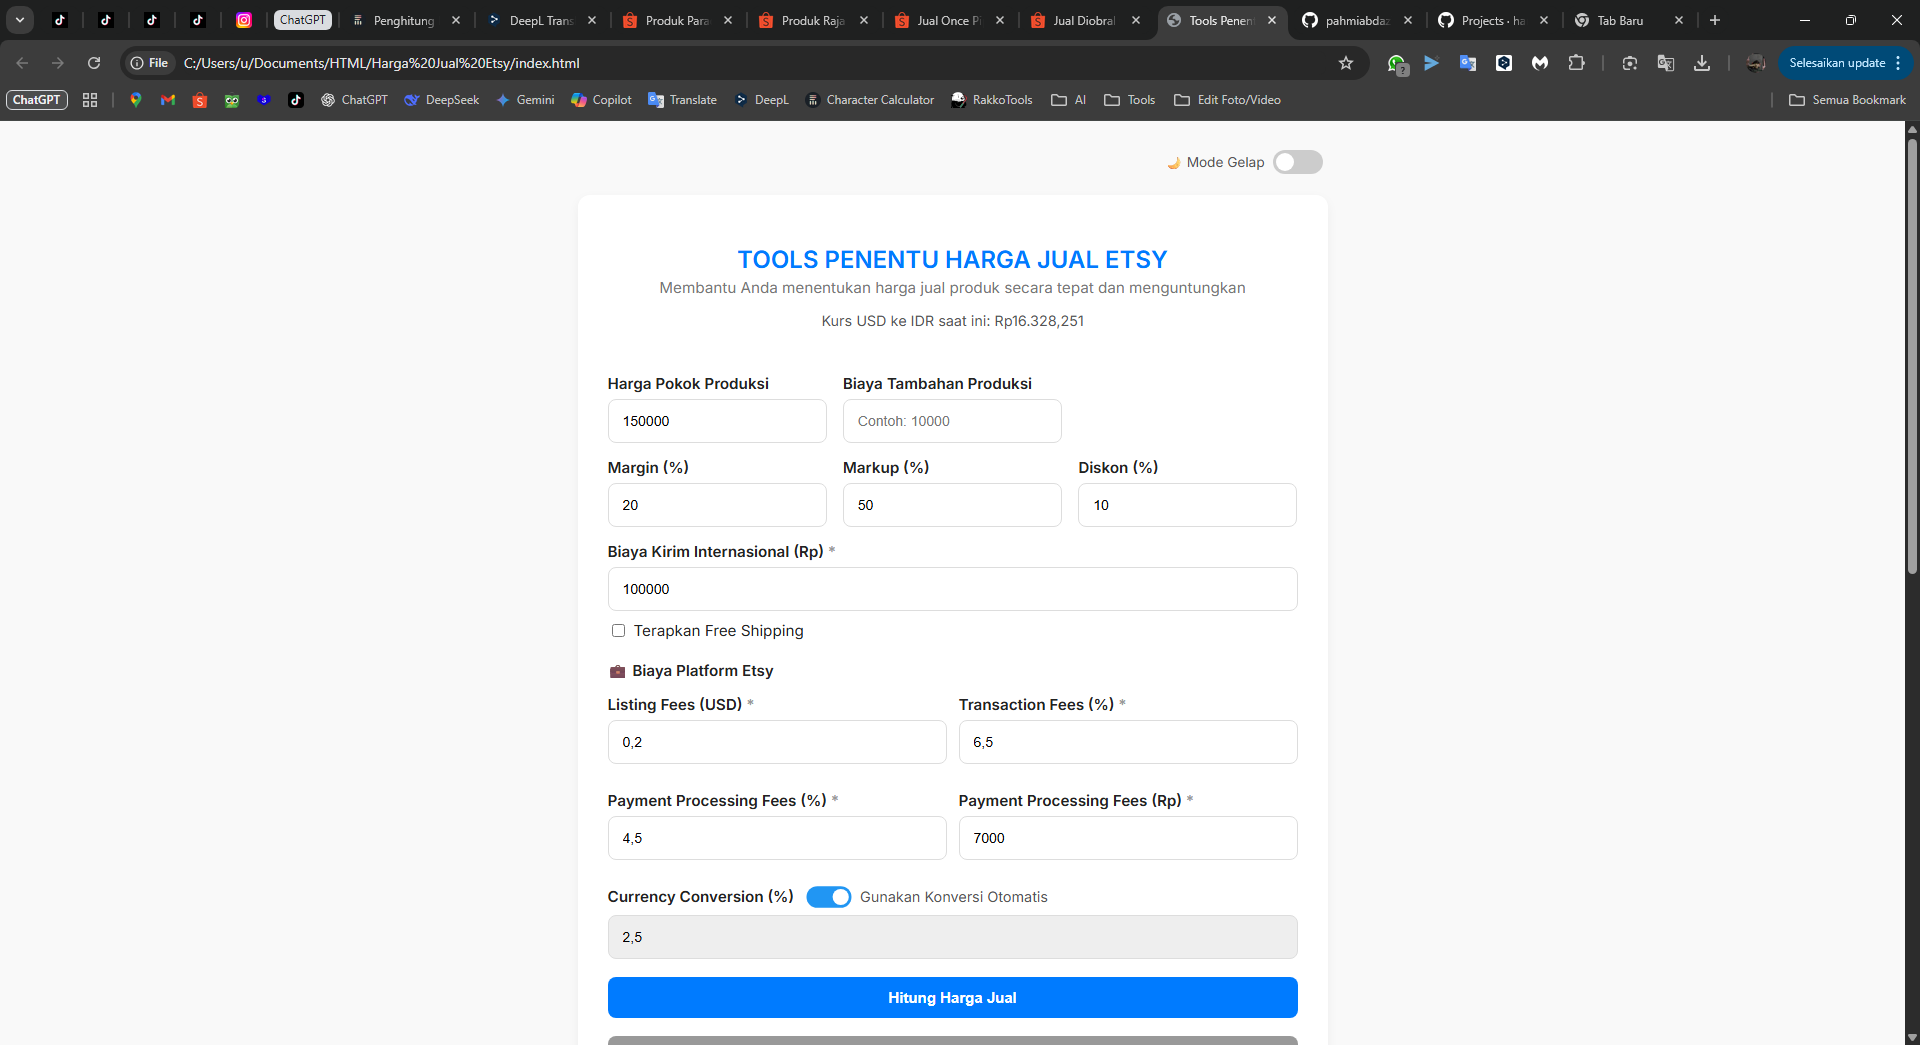 ChatGPT
Penghitung
DeepL Trans
Produk Para
Produk Raja
Jual Once Pi
Jual Diobral
Tools Penent
pahmiabdaz
Projects · ha
Tab Baru
File
C:/Users/u/Documents/HTML/Harga%20Jual%20Etsy/index.html
?
Selesaikan update
ChatGPT
ChatGPT
DeepSeek
Gemini
Copilot
Translate
DeepL
Character Calculator
RakkoTools
AI
Tools
Edit Foto/Video
Semua Bookmark
🌙 Mode Gelap
TOOLS PENENTU HARGA JUAL ETSY
Membantu Anda menentukan harga jual produk secara tepat dan menguntungkan
Kurs USD ke IDR saat ini: Rp16.328,251
Harga Pokok Produksi
Biaya Tambahan Produksi
150000
Contoh: 10000
Margin (%)
Markup (%)
Diskon (%)
20
50
10
Biaya Kirim Internasional (Rp) *
100000
Terapkan Free Shipping
💼 Biaya Platform Etsy
Listing Fees (USD) *
Transaction Fees (%) *
0,2
6,5
Payment Processing Fees (%) *
Payment Processing Fees (Rp) *
4,5
7000
Currency Conversion (%)
Gunakan Konversi Otomatis
2,5
Hitung Harga Jual